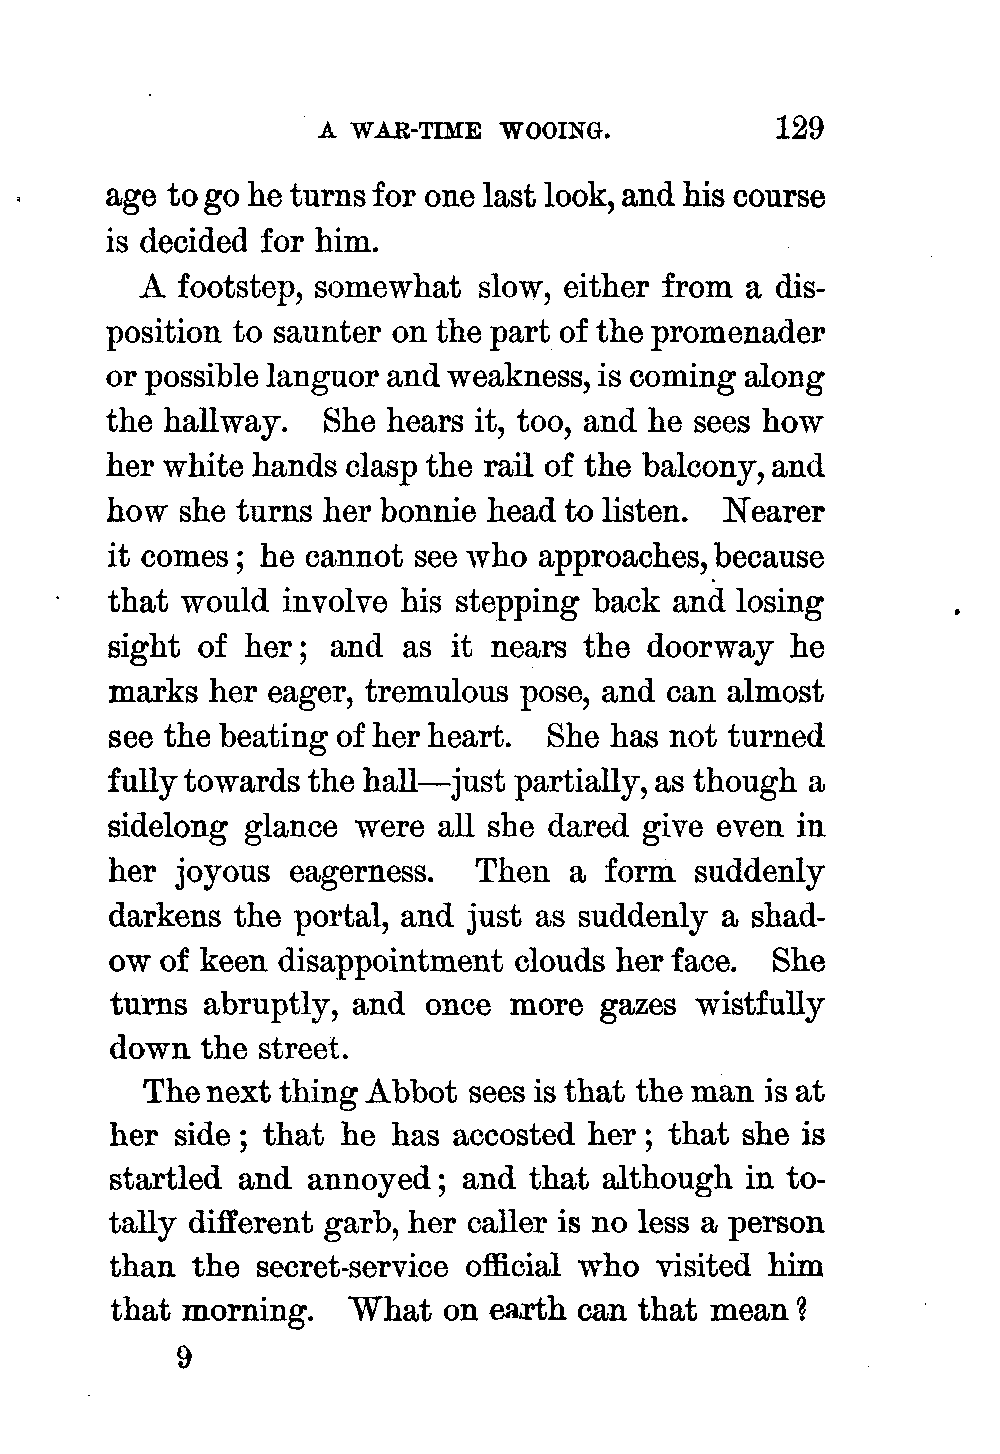 A WAR-TIME WOOING. 129
age to go he turns for one last look, and his course
is decided for him.
A footstep, somewhat slow, either from a dis-
position to saunter on the part of the promenader
or possible languor and weakness, is coming along
the hallway. She hears it, too, and he sees how
her white hands clasp the rail of the balcony, and
how she turns her bonnie head to listen. Nearer
it comes; he cannot see who approaches, because
that would involve his stepping back and losing
sight of her; and as it nears the doorway he
marks her eager, tremulous pose, and can almost
see the beating of her heart. She has not turned
fully towards the hall—just partially, as though a
sidelong glance were all she dared give even in
her joyous eagerness. Then a form suddenly
darkens the portal, and just as suddenly a shad-
ow of keen disappointment clouds her face. She
turns abruptly, and once more gazes wistfully
down the street.
The next thing Abbot sees is that the man is at
her side; that he has accosted her; that she is
startled and annoyed; and that although in to-
tally different garb, her caller is no less a person
than the secret-service official who visited him
that morning. What on earth can that mean?
9